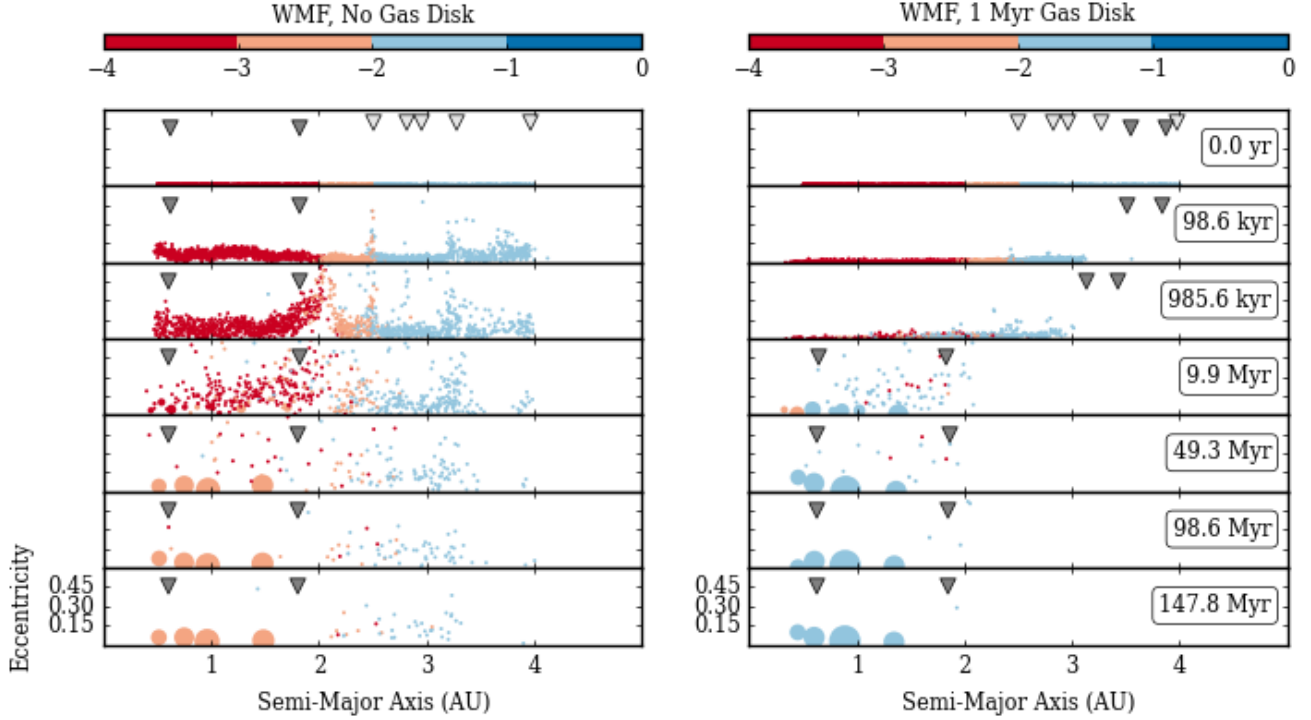 WMF, No Gas Disk
WMF, 1 Myr Gas Disk
−4 −3 −2 −1 0
−4 −3 −2 −1 0
0.0 yr
98.6 kyr
985.6 kyr
9.9 Myr
49.3 Myr
98.6 Myr
147.8 Myr
Eccentricity
0.45
0.30
0.15
0.45
0.30
0.15
1 2 3 4
1 2 3 4
Semi-Major Axis (AU)
Semi-Major Axis (AU)